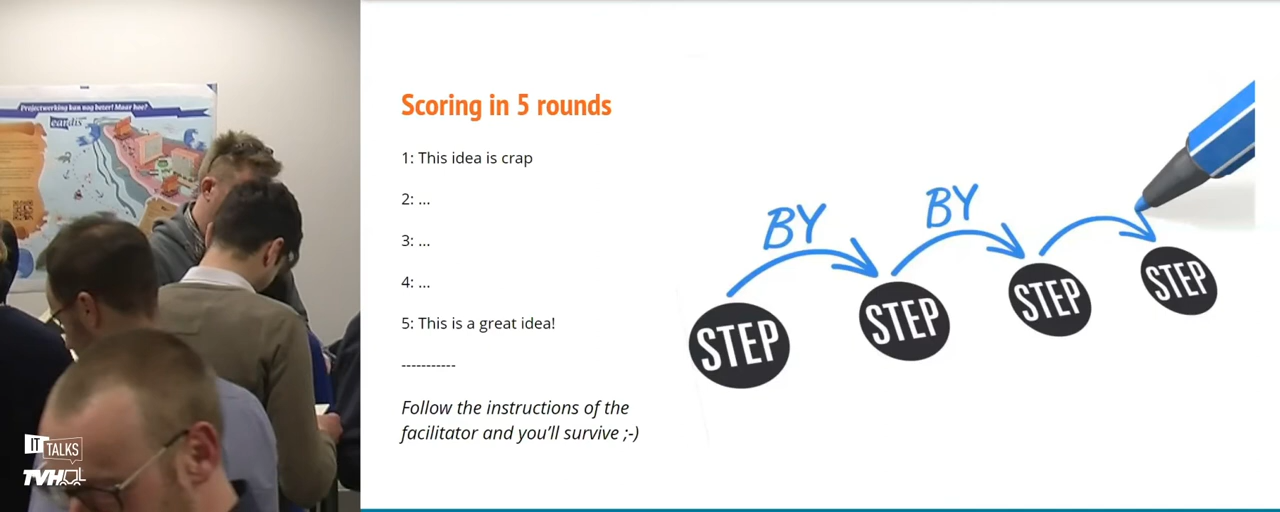 Projectwerking kan nog beter! Maar hoe?
IT
TALKS
TVH
Scoring in 5 rounds
1: This idea is crap
2: ...
3: ...
4: ...
5: This is a great idea!
-----------
Follow the instructions of the
facilitator and you’ll survive ;-)
BY
BY
STEP
STEP
STEP
STEP